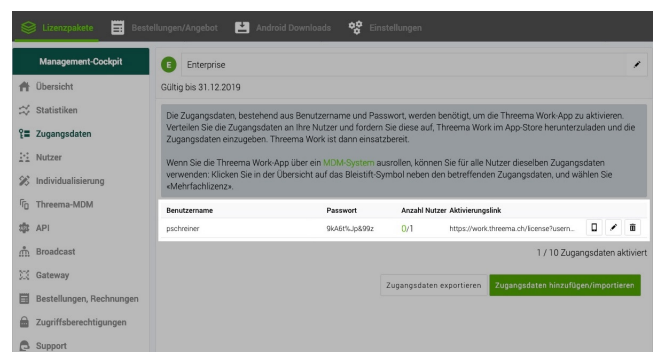 Lizenzpakete
Bestellungen/Angebot
Android Downloads
Einstellungen
Management-Cockpit
Übersicht
Statistiken
Zugangsdaten
Nutzer
Individualisierung
Threema-MDM
API
Broadcast
Gateway
Bestellungen, Rechnungen
Zugriffsberechtigungen
Support
E Enterprise
Gültig bis 31.12.2019
Die Zugangsdaten, bestehend aus Benutzername und Passwort, werden benötigt, um die Threema Work-App zu aktivieren.
Verteilen Sie die Zugangsdaten an Ihre Nutzer und fordern Sie diese auf, Threema Work im App-Store herunterzuladen und die
Zugangsdaten einzugeben. Threema Work ist dann einsatzbereit.
Wenn Sie die Threema Work-App über ein MDM-System ausrollen, können Sie für alle Nutzer dieselben Zugangsdaten
verwenden: Klicken Sie in der Übersicht auf das Bleistift-Symbol neben den betreffenden Zugangsdaten, und wählen Sie
«Mehrfachlizenz».
Benutzername Passwort Anzahl Nutzer Aktivierungslink
pschreiner 9kA6t%Jp&99z 0/1 https://work.threema.ch/license?usern...
1 / 10 Zugangsdaten aktiviert
Zugangsdaten exportieren
Zugangsdaten hinzufügen/importieren